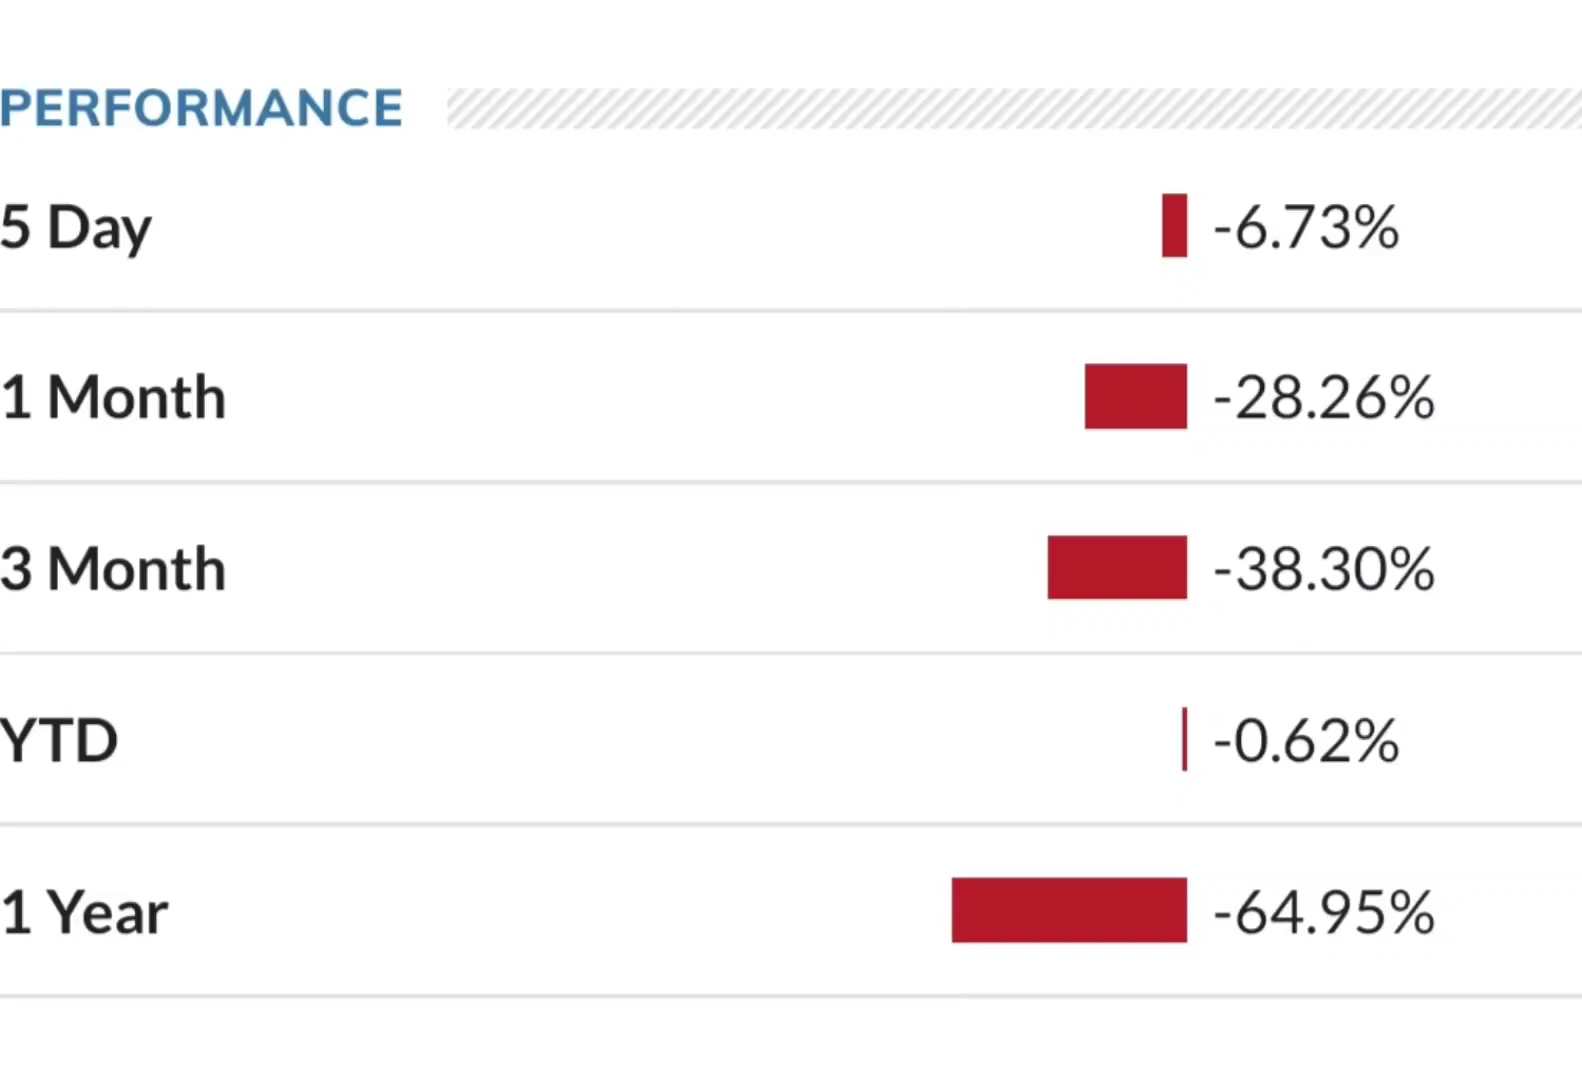 PERFORMANCE
5 Day -6.73%
1 Month -28.26%
3 Month -38.30%
YTD -0.62%
1 Year -64.95%